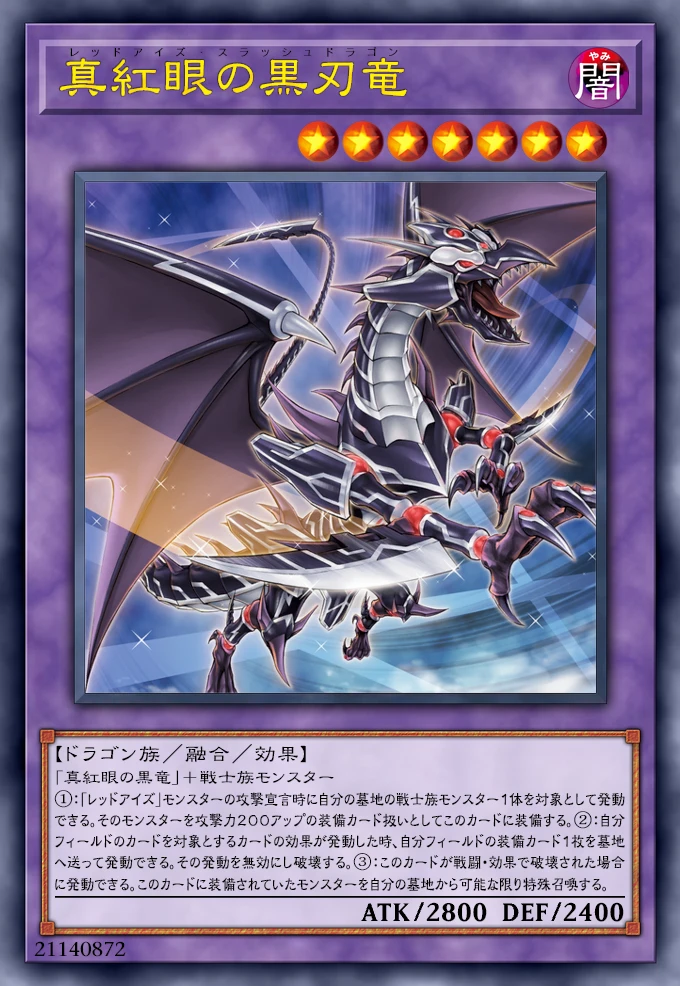 レッドアイズ・スラッシュドラゴン
真紅眼の黒刃竜
やみ
闇
【ドラゴン族／融合／効果】
「真紅眼の黒竜」＋戦士族モンスター
①：「レッドアイズ」モンスターの攻撃宣言時に自分の墓地の戦士族モンスター1体を対象として発動
できる。そのモンスターを攻撃力200アップの装備カード扱いとしてこのカードに装備する。②：自分
フィールドのカードを対象とするカードの効果が発動した時、自分フィールドの装備カード1枚を墓地
へ送って発動できる。その発動を無効にし破壊する。③：このカードが戦闘・効果で破壊された場合
に発動できる。このカードに装備されていたモンスターを自分の墓地から可能な限り特殊召喚する。
ATK/2800 DEF/2400
21140872